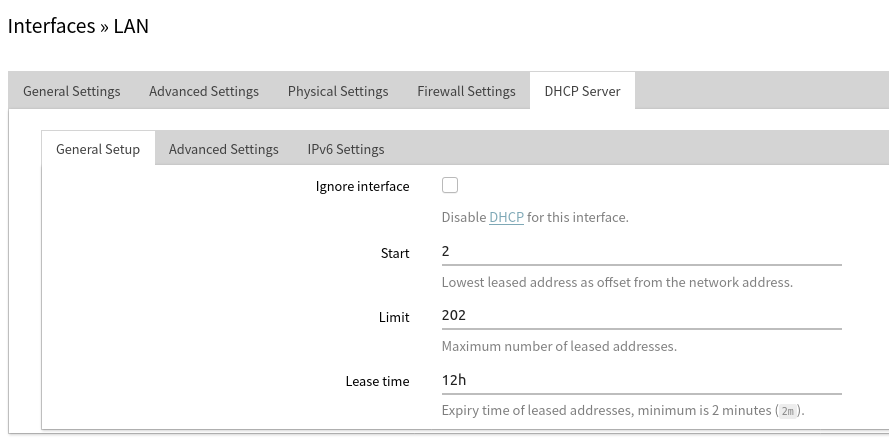 Interfaces » LAN
General Settings Advanced Settings Physical Settings Firewall Settings DHCP Server
General Setup Advanced Settings IPv6 Settings
Ignore interface
Disable DHCP for this interface.
Start 2
Lowest leased address as offset from the network address.
Limit 202
Maximum number of leased addresses.
Lease time 12h
Expiry time of leased addresses, minimum is 2 minutes (2m).